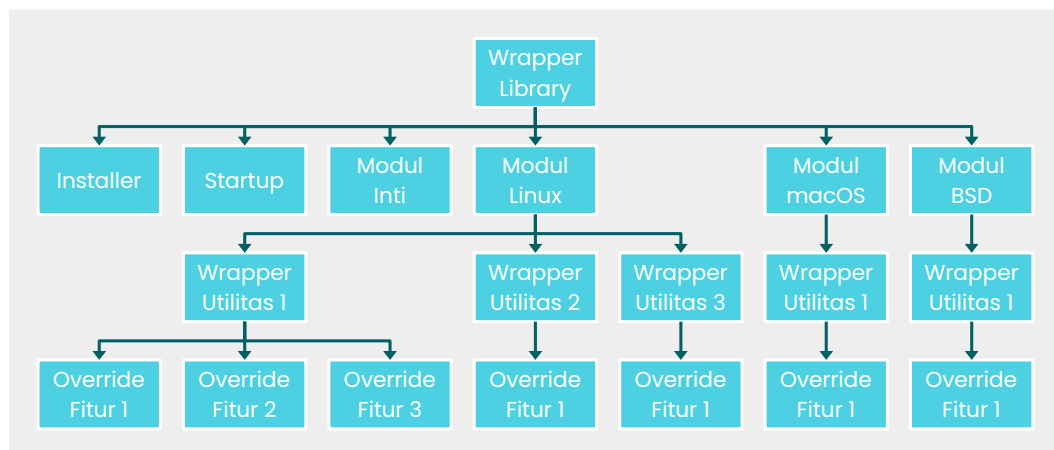 Wrapper
Library
Installer
Startup
Modul
Inti
Modul
Linux
Modul
macOS
Modul
BSD
Wrapper
Utilitas 1
Wrapper
Utilitas 2
Wrapper
Utilitas 3
Wrapper
Utilitas 1
Wrapper
Utilitas 1
Override
Fitur 1
Override
Fitur 2
Override
Fitur 3
Override
Fitur 1
Override
Fitur 1
Override
Fitur 1
Override
Fitur 1